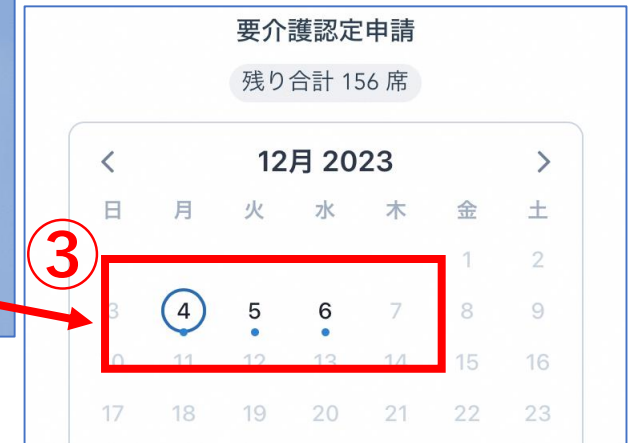 要介護認定申請
残り合計 156 席
< 12月 2023 >
日 月 火 水 木 金 土
③
1 2
3 4 5 6 7 8 9
10 11 12 13 14 15 16
17 18 19 20 21 22 23